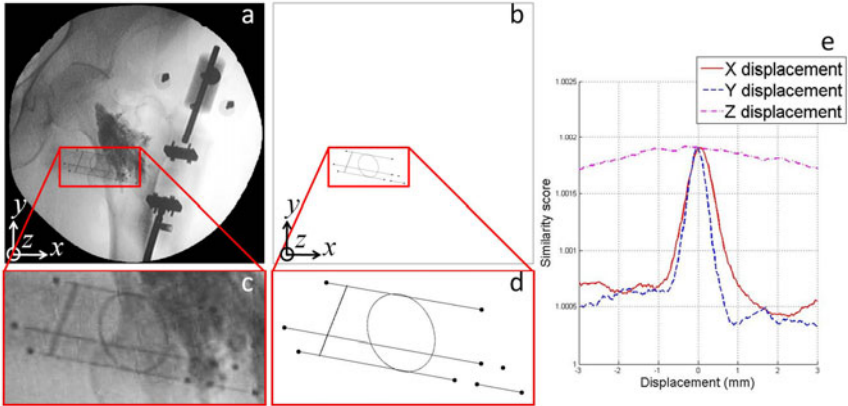 a
b
e
c
d
y
z x
y
z x
X displacement
Y displacement
Z displacement
1.0025
1.002
1.0015
1.001
1.0005
1
Similarity score
-3 -2 -1 0 1 2 3
Displacement (mm)